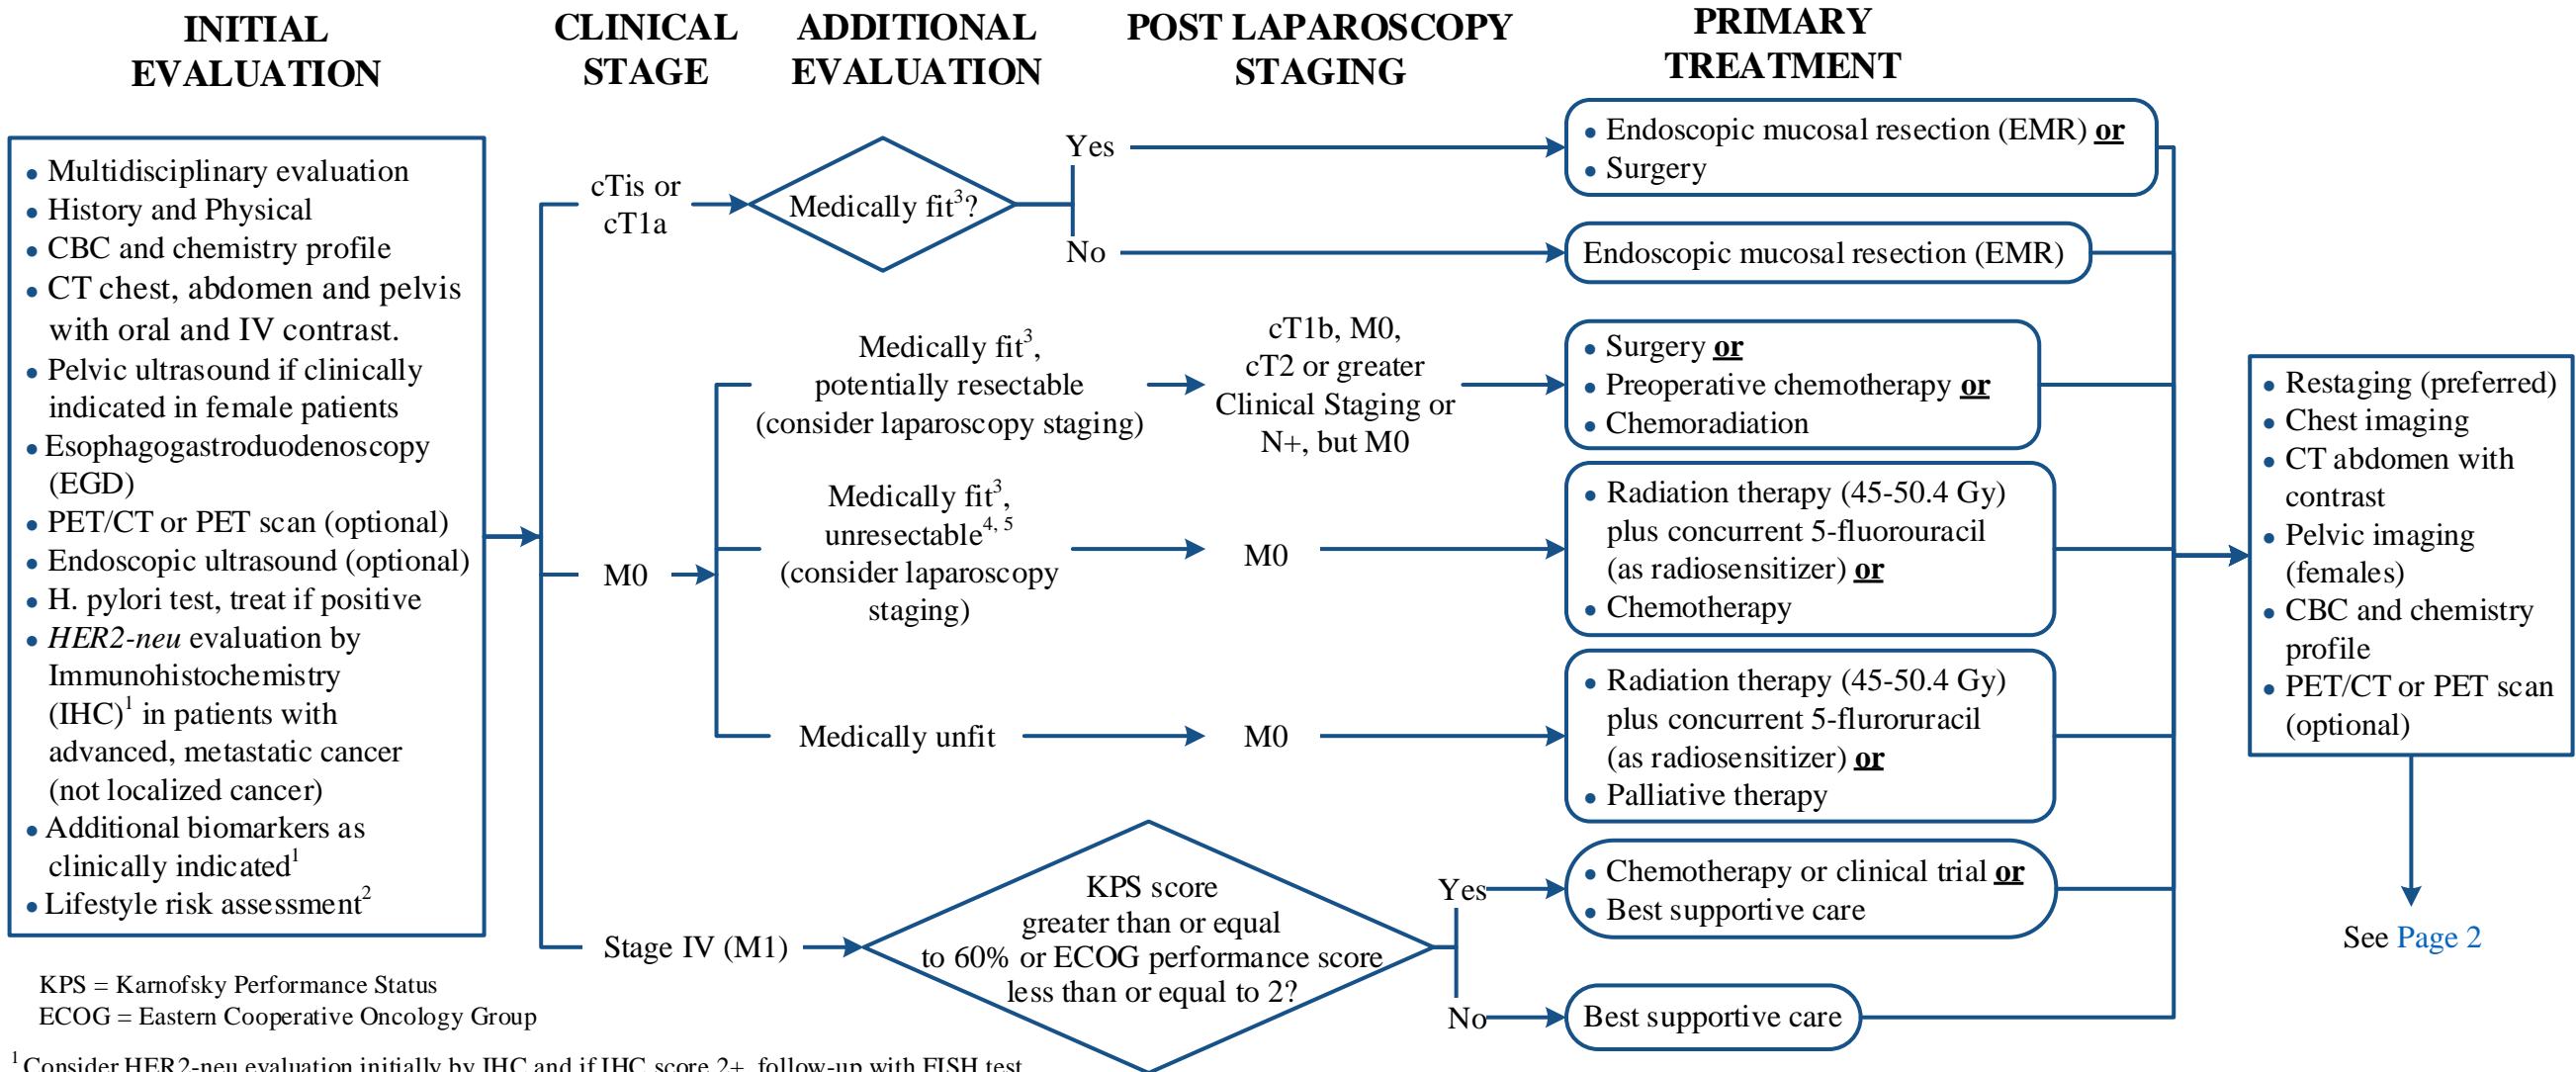 INITIAL
EVALUATION
CLINICAL
STAGE
ADDITIONAL
EVALUATION
POST LAPAROSCOPY
STAGING
PRIMARY
TREATMENT
• Multidisciplinary evaluation
• History and Physical
• CBC and chemistry profile
• CT chest, abdomen and pelvis
with oral and IV contrast.
• Pelvic ultrasound if clinically
indicated in female patients
• Esophagogastroduodenoscopy
(EGD)
• PET/CT or PET scan (optional)
• Endoscopic ultrasound (optional)
• H. pylori test, treat if positive
• HER2-neu evaluation by
Immunohistochemistry
(IHC)1 in patients with
advanced, metastatic cancer
(not localized cancer)
• Additional biomarkers as
clinically indicated1
• Lifestyle risk assessment2
cTis or
cT1a
Medically fit3?
Yes
No
• Endoscopic mucosal resection (EMR) or
• Surgery
Endoscopic mucosal resection (EMR)
M0
Medically fit3,
potentially resectable
(consider laparoscopy staging)
cT1b, M0,
cT2 or greater
Clinical Staging or
N+, but M0
• Surgery or
• Preoperative chemotherapy or
• Chemoradiation
Medically fit3,
unresectable4, 5
(consider laparoscopy
staging)
M0
• Radiation therapy (45-50.4 Gy)
plus concurrent 5-fluorouracil
(as radiosensitizer) or
• Chemotherapy
Medically unfit
M0
• Radiation therapy (45-50.4 Gy)
plus concurrent 5-fluroruracil
(as radiosensitizer) or
• Palliative therapy
Stage IV (M1)
KPS score
greater than or equal
to 60% or ECOG performance score
less than or equal to 2?
Yes
No
• Chemotherapy or clinical trial or
• Best supportive care
Best supportive care
• Restaging (preferred)
• Chest imaging
• CT abdomen with
contrast
• Pelvic imaging
(females)
• CBC and chemistry
profile
• PET/CT or PET scan
(optional)
See Page 2
KPS = Karnofsky Performance Status
ECOG = Eastern Cooperative Oncology Group
1 Consider HER2-neu evaluation initially by IHC and if IHC score 2+, follow-up with FISH test